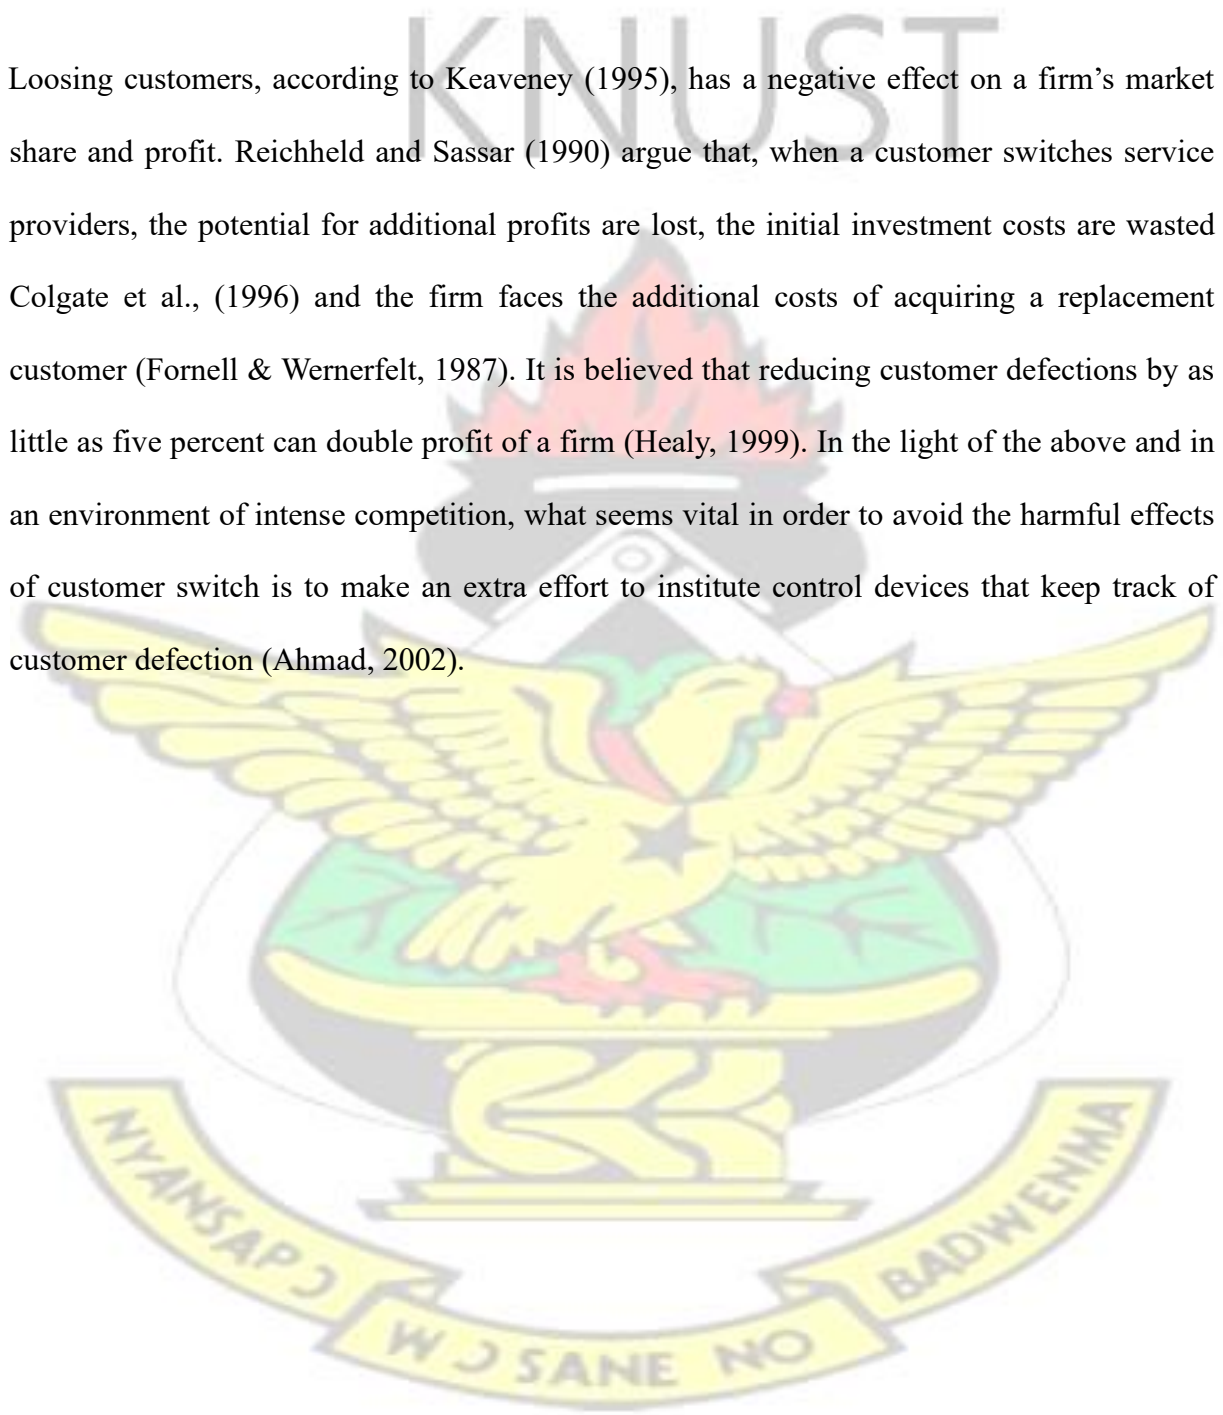 KNUST
Loosing customers, according to Keaveney (1995), has a negative effect on a firm’s market
share and profit. Reichheld and Sassar (1990) argue that, when a customer switches service
providers, the potential for additional profits are lost, the initial investment costs are wasted
Colgate et al., (1996) and the firm faces the additional costs of acquiring a replacement
customer (Fornell & Wernerfelt, 1987). It is believed that reducing customer defections by as
little as five percent can double profit of a firm (Healy, 1999). In the light of the above and in
an environment of intense competition, what seems vital in order to avoid the harmful effects
of customer switch is to make an extra effort to institute control devices that keep track of
customer defection (Ahmad, 2002).
NYANSAPƆ
WƆSANE NO
BADWENMA